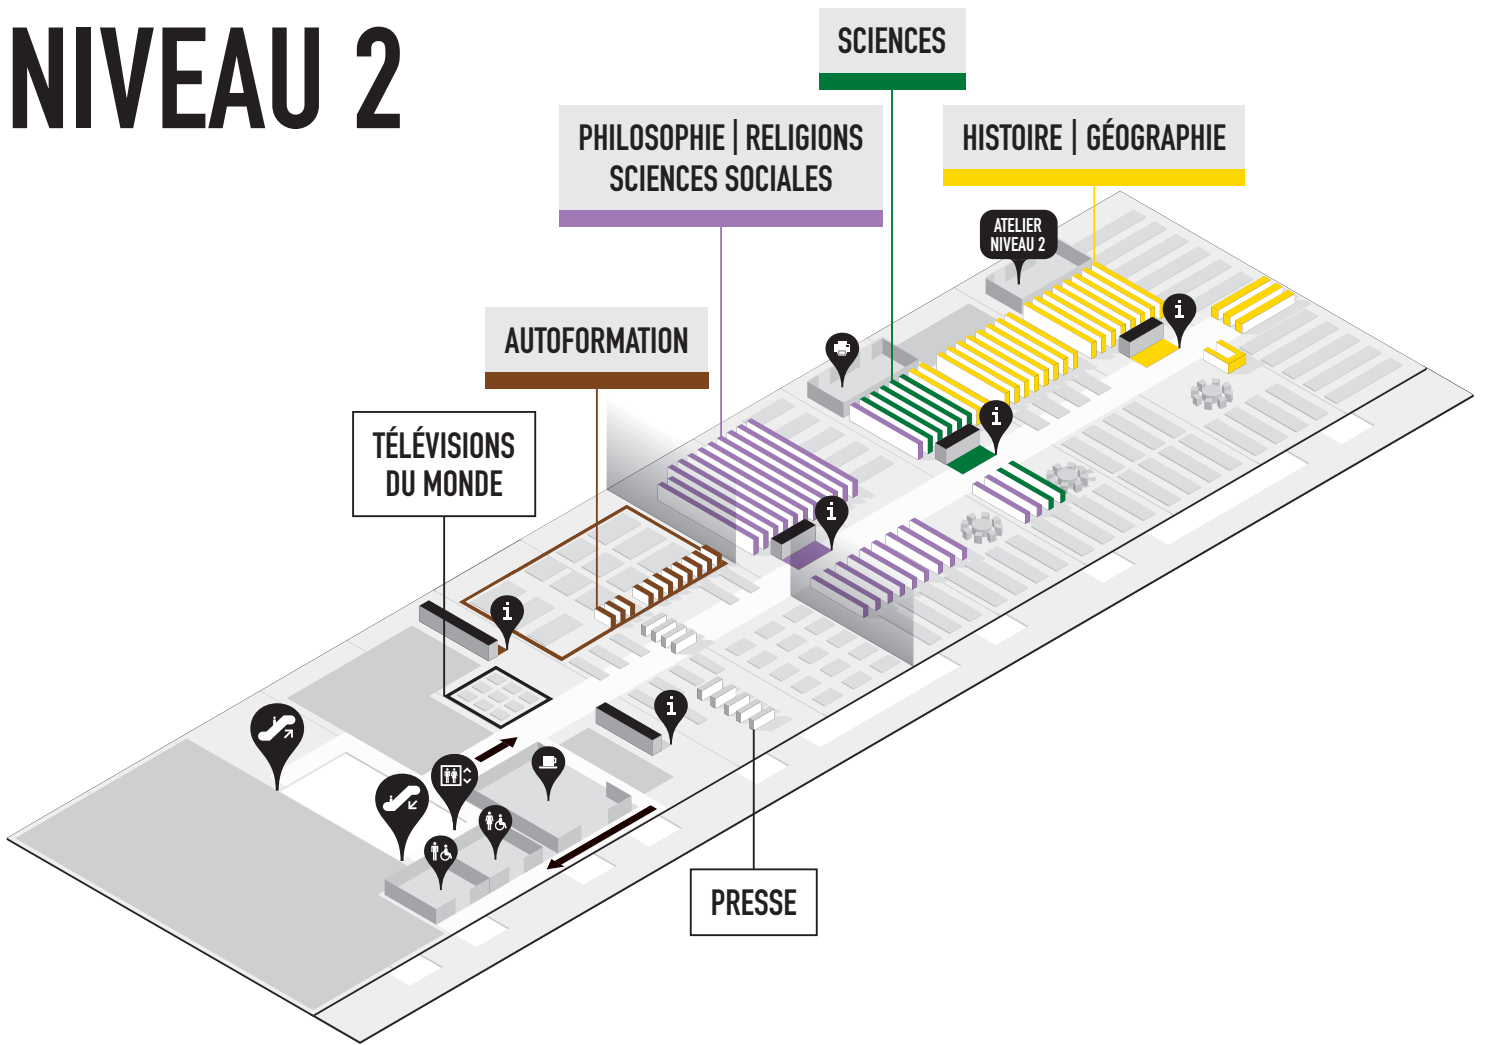 NIVEAU 2
SCIENCES
PHILOSOPHIE | RELIGIONS
SCIENCES SOCIALES
HISTOIRE | GÉOGRAPHIE
ATELIER
NIVEAU 2
i
AUTOFORMATION
i
TÉLÉVISIONS
DU MONDE
i
i
i
PRESSE